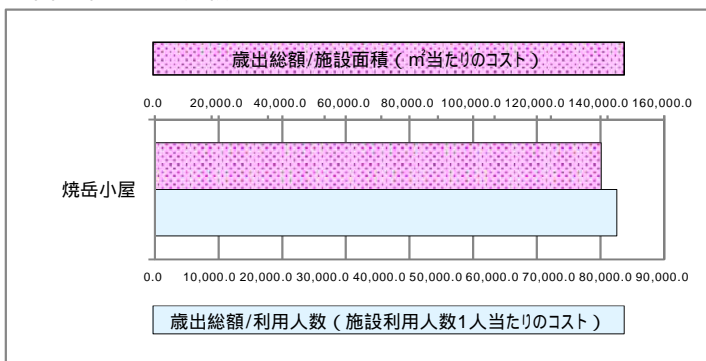 歳出総額/施設面積（㎡当たりのコスト）
0.0 20,000.0 40,000.0 60,000.0 80,000.0 100,000.0 120,000.0 140,000.0 160,000.0
焼岳小屋
0.0 10,000.0 20,000.0 30,000.0 40,000.0 50,000.0 60,000.0 70,000.0 80,000.0 90,000.0
歳出総額/利用人数（施設利用人数1人当たりのコスト）